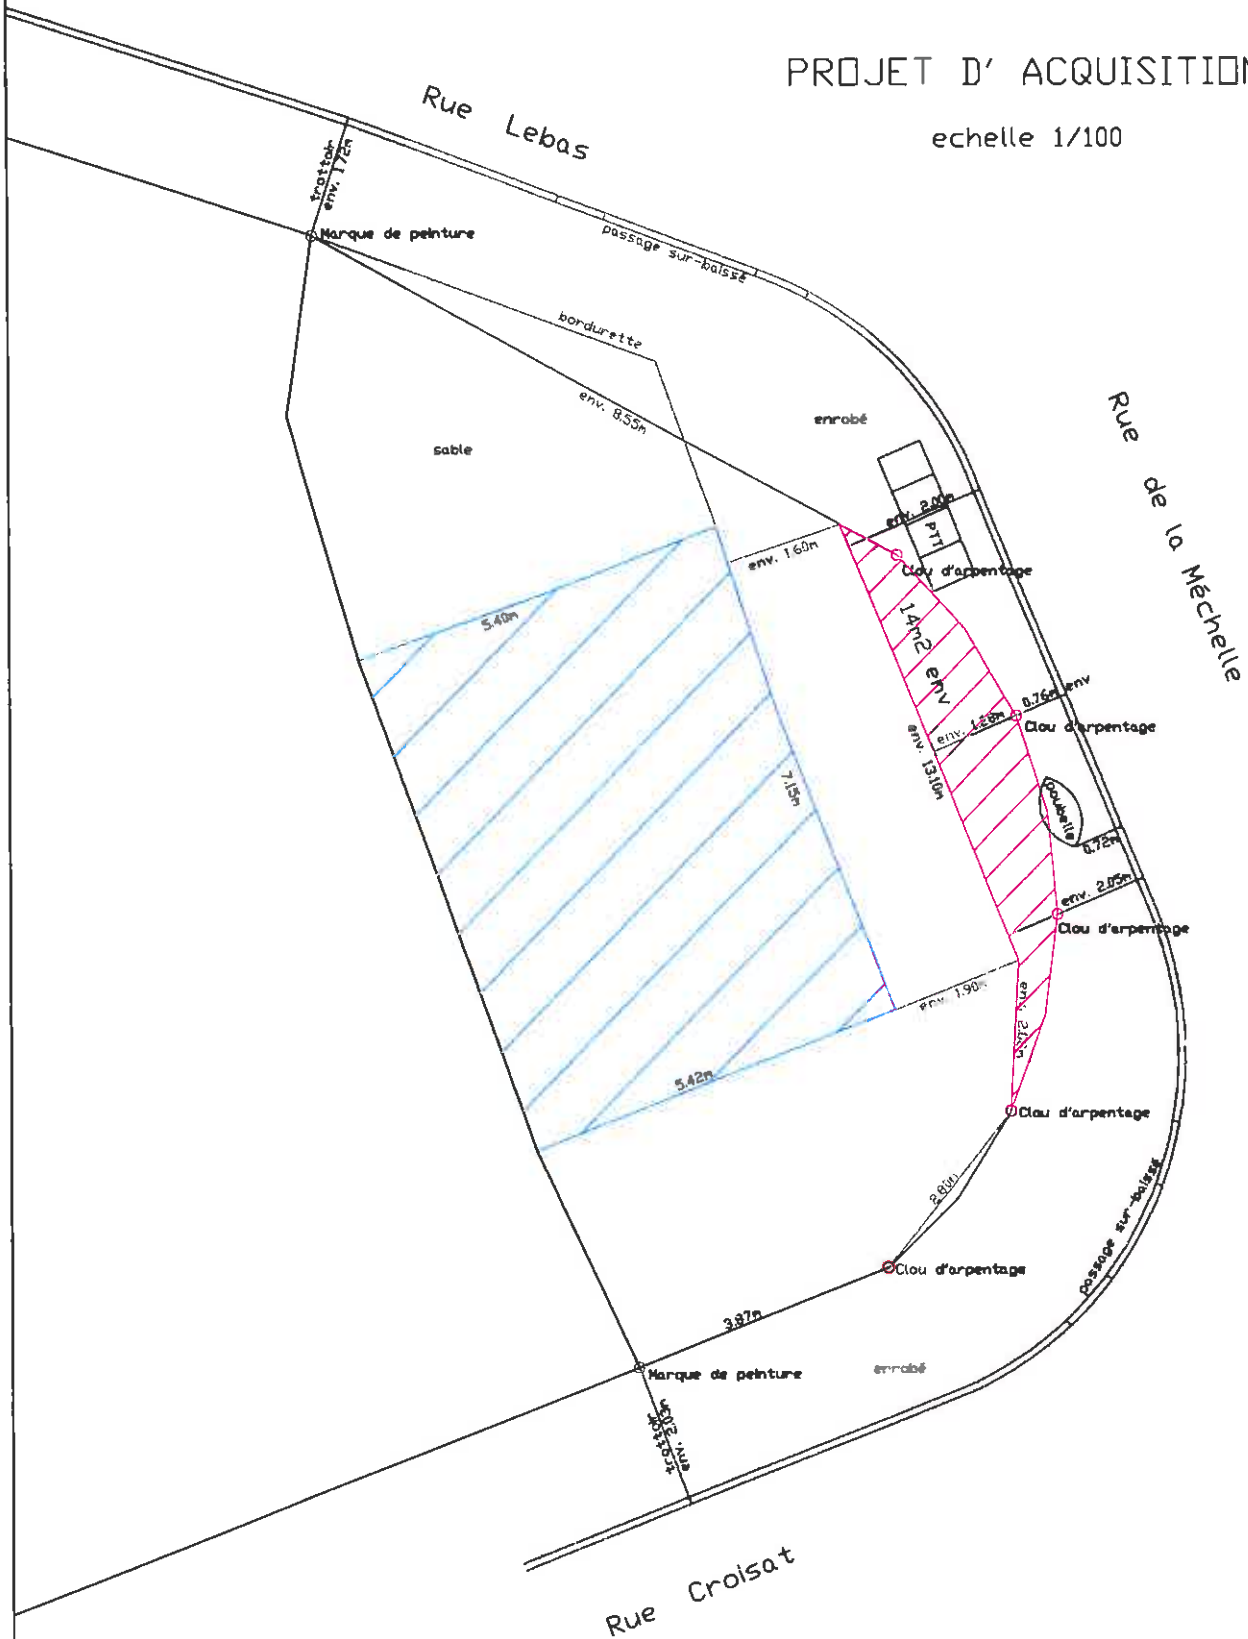 PROJET D' ACQUISITION
echelle 1/100
Rue Lebas
trottoir
env. 1.72m
Marque de peinture
passage sur-baissé
bordurette
env. 8.55m
enrobé
sable
Rue de la Méchelle
env. 2.00m
PTT
env. 1.60m
Clou d'arpentage
5.40m
14m2 env
0.76m env
env. 1.28m
Clou d'arpentage
env. 13.10m
7.15m
poubelle
0.72m
env. 2.05m
Clou d'arpentage
env. 1.90m
5.42m
Clou d'arpentage
2.80m
passage sur-baissé
Clou d'arpentage
3.87m
Marque de peinture
enrobé
trottoir
env. 2.03m
Rue Croisat